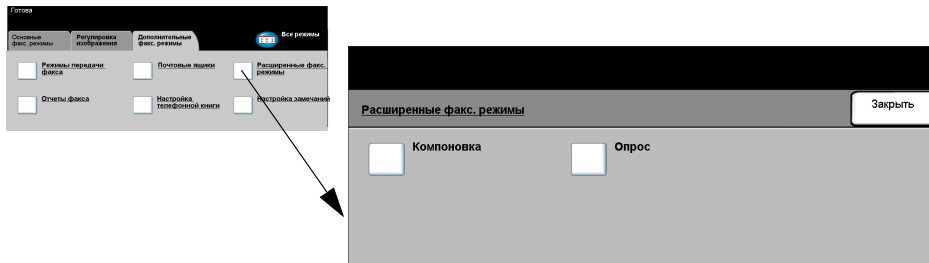 Готова
Основные
факс. режимы
Регулировка
изображения
Дополнительные
факс. режимы
Все режимы
Режимы передачи
факса
Почтовые ящики
Расширенные факс.
режимы
Отчеты факса
Настройка
телефонной книги
Настройка замечаний
Расширенные факс. режимы
Закрыть
Компоновка
Опрос